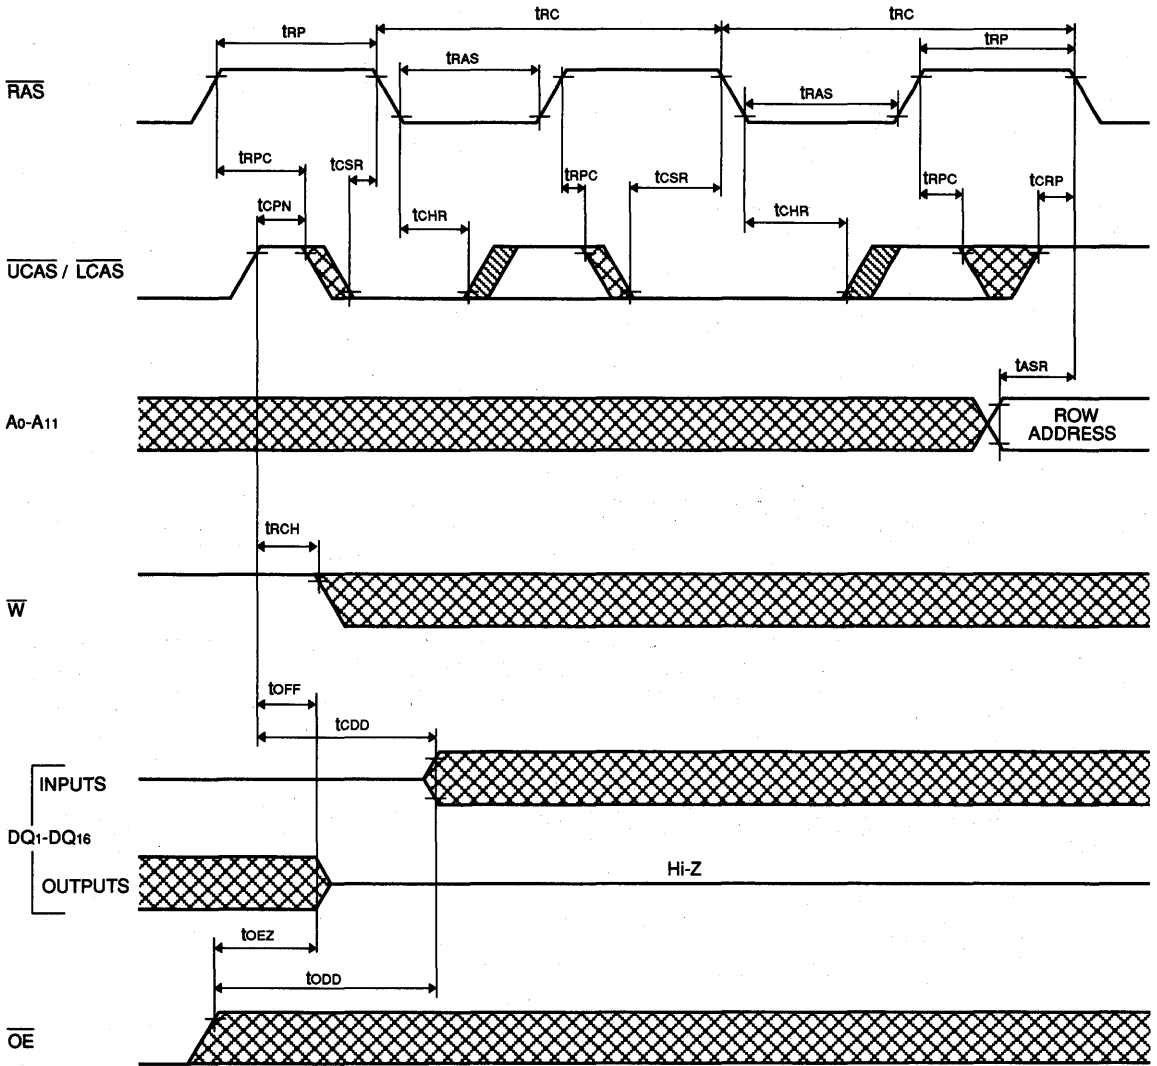 tRC
tRC
tRP
tRP
tRAS
RAS
tRAS
tRPC
tCSR
tRPC
tCSR
tRPC
tCRP
tCPN
tCHR
tCHR
UCAS / LCAS
tASR
A0-A11
ROW
ADDRESS
tRCH
W
tOFF
tCDD
INPUTS
DQ1-DQ16
OUTPUTS
Hi-Z
tOEZ
tODD
OE